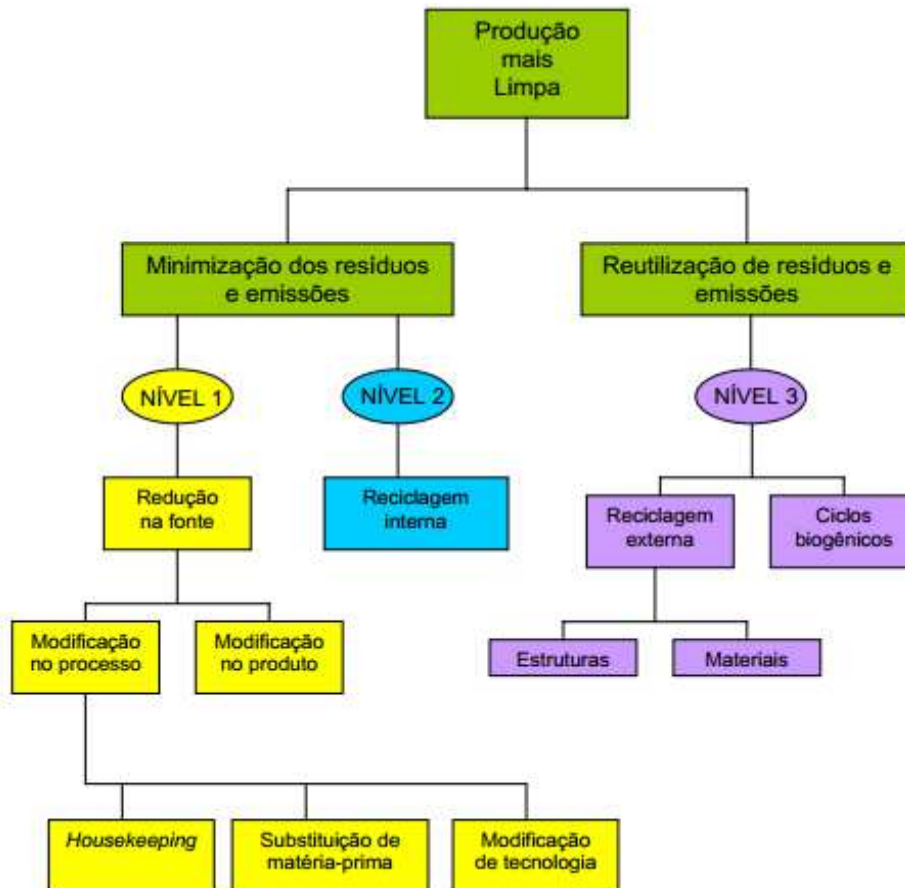 Produção
mais
Limpa
Minimização dos resíduos
e emissões
Reutilização de resíduos e
emissões
NÍVEL 1
NÍVEL 2
NÍVEL 3
Redução
na fonte
Reciclagem
interna
Reciclagem
externa
Ciclos
biogênicos
Modificação
no processo
Modificação
no produto
Estruturas
Materiais
Housekeeping
Substituição de
matéria-prima
Modificação
de tecnologia